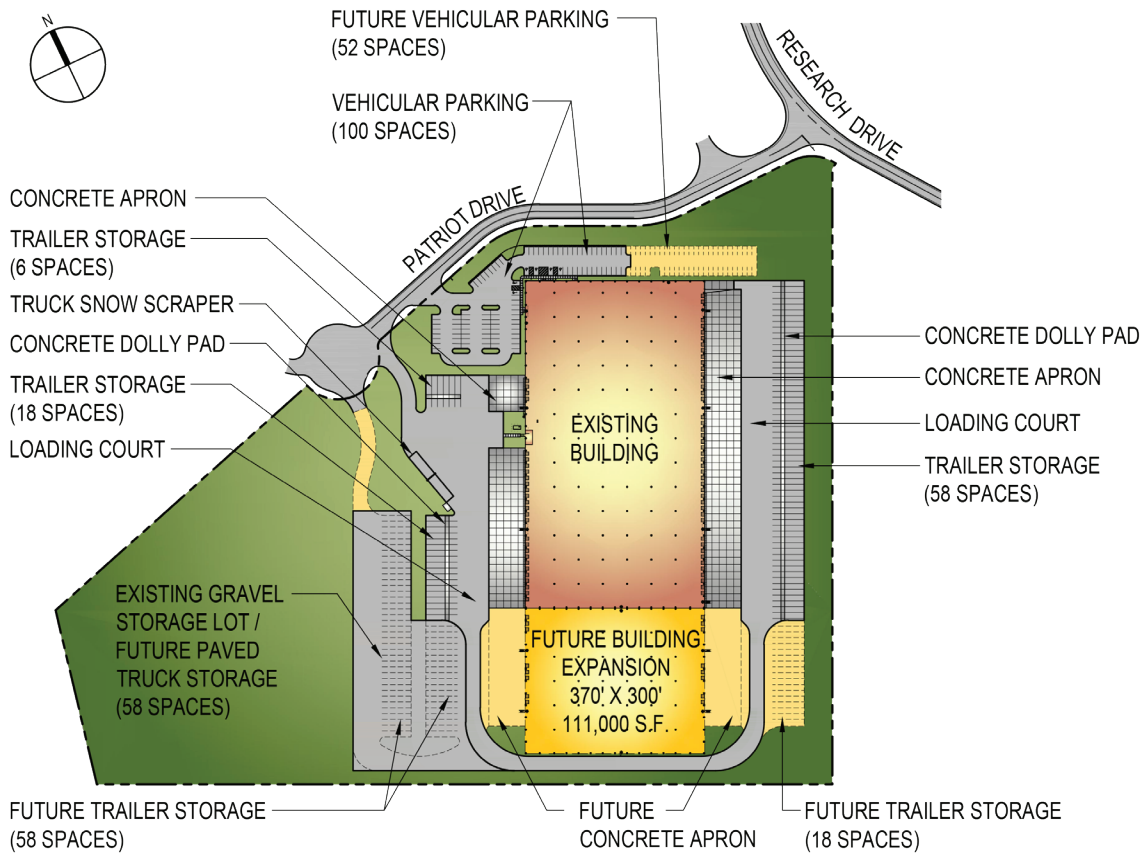 N
FUTURE VEHICULAR PARKING
(52 SPACES)
VEHICULAR PARKING
(100 SPACES)
RESEARCH DRIVE
PATRIOT DRIVE
CONCRETE APRON
TRAILER STORAGE
(6 SPACES)
TRUCK SNOW SCRAPER
CONCRETE DOLLY PAD
TRAILER STORAGE
(18 SPACES)
LOADING COURT
CONCRETE DOLLY PAD
CONCRETE APRON
LOADING COURT
TRAILER STORAGE
(58 SPACES)
EXISTING
BUILDING
EXISTING GRAVEL
STORAGE LOT /
FUTURE PAVED
TRUCK STORAGE
(58 SPACES)
FUTURE BUILDING
EXPANSION
370' X 300'
111,000 S.F.
FUTURE TRAILER STORAGE
(58 SPACES)
FUTURE
CONCRETE APRON
FUTURE TRAILER STORAGE
(18 SPACES)